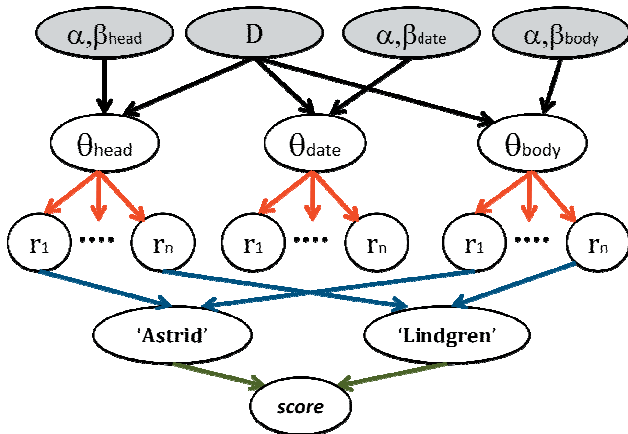 α,βhead D α,βdate α,βbody
θhead θdate θbody
r1 •••• rn r1 •••• rn r1 •••• rn
'Astrid' 'Lindgren'
score